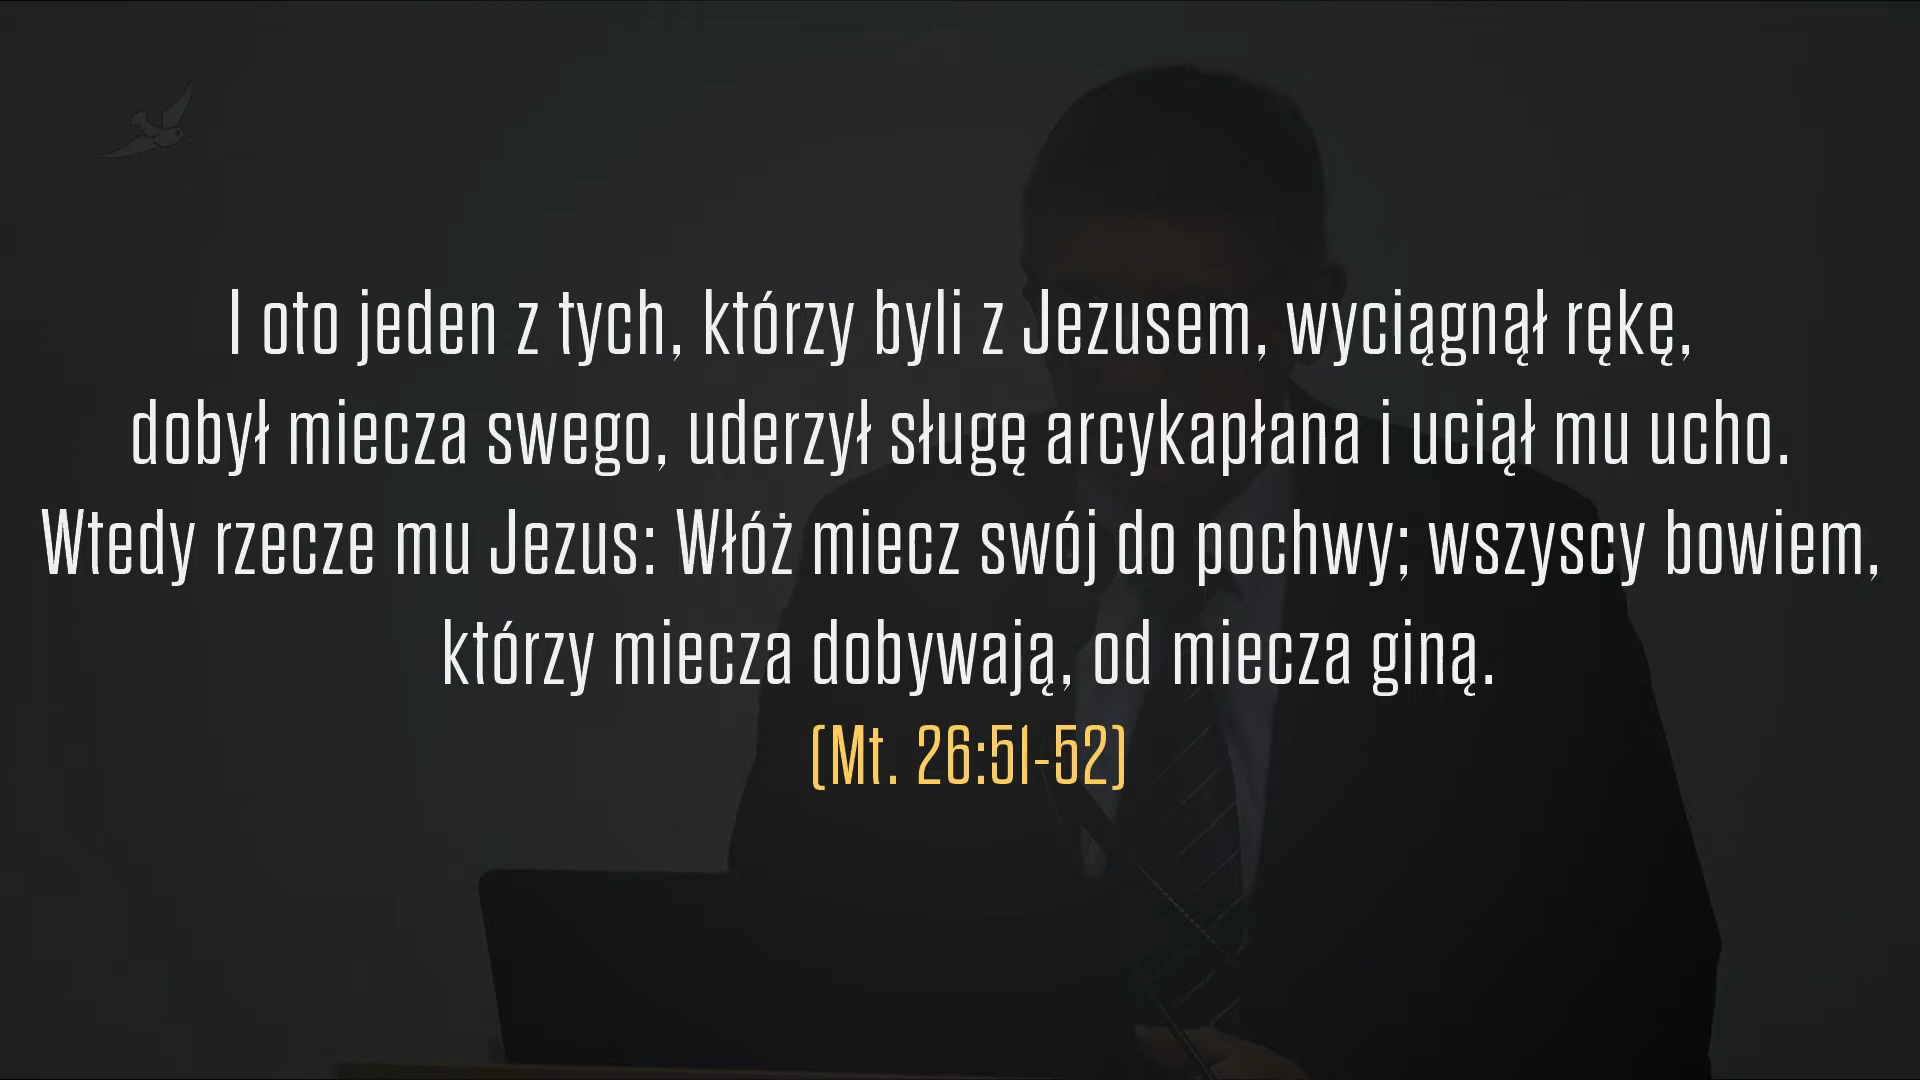 I oto jeden z tych, którzy byli z Jezusem, wyciągnął rękę,
dobył miecza swego, uderzył sługę arcykapłana i uciął mu ucho.
Wtedy rzecze mu Jezus: Włóż miecz swój do pochwy; wszyscy bowiem,
którzy miecza dobywają, od miecza giną.
(Mt. 26:51-52)